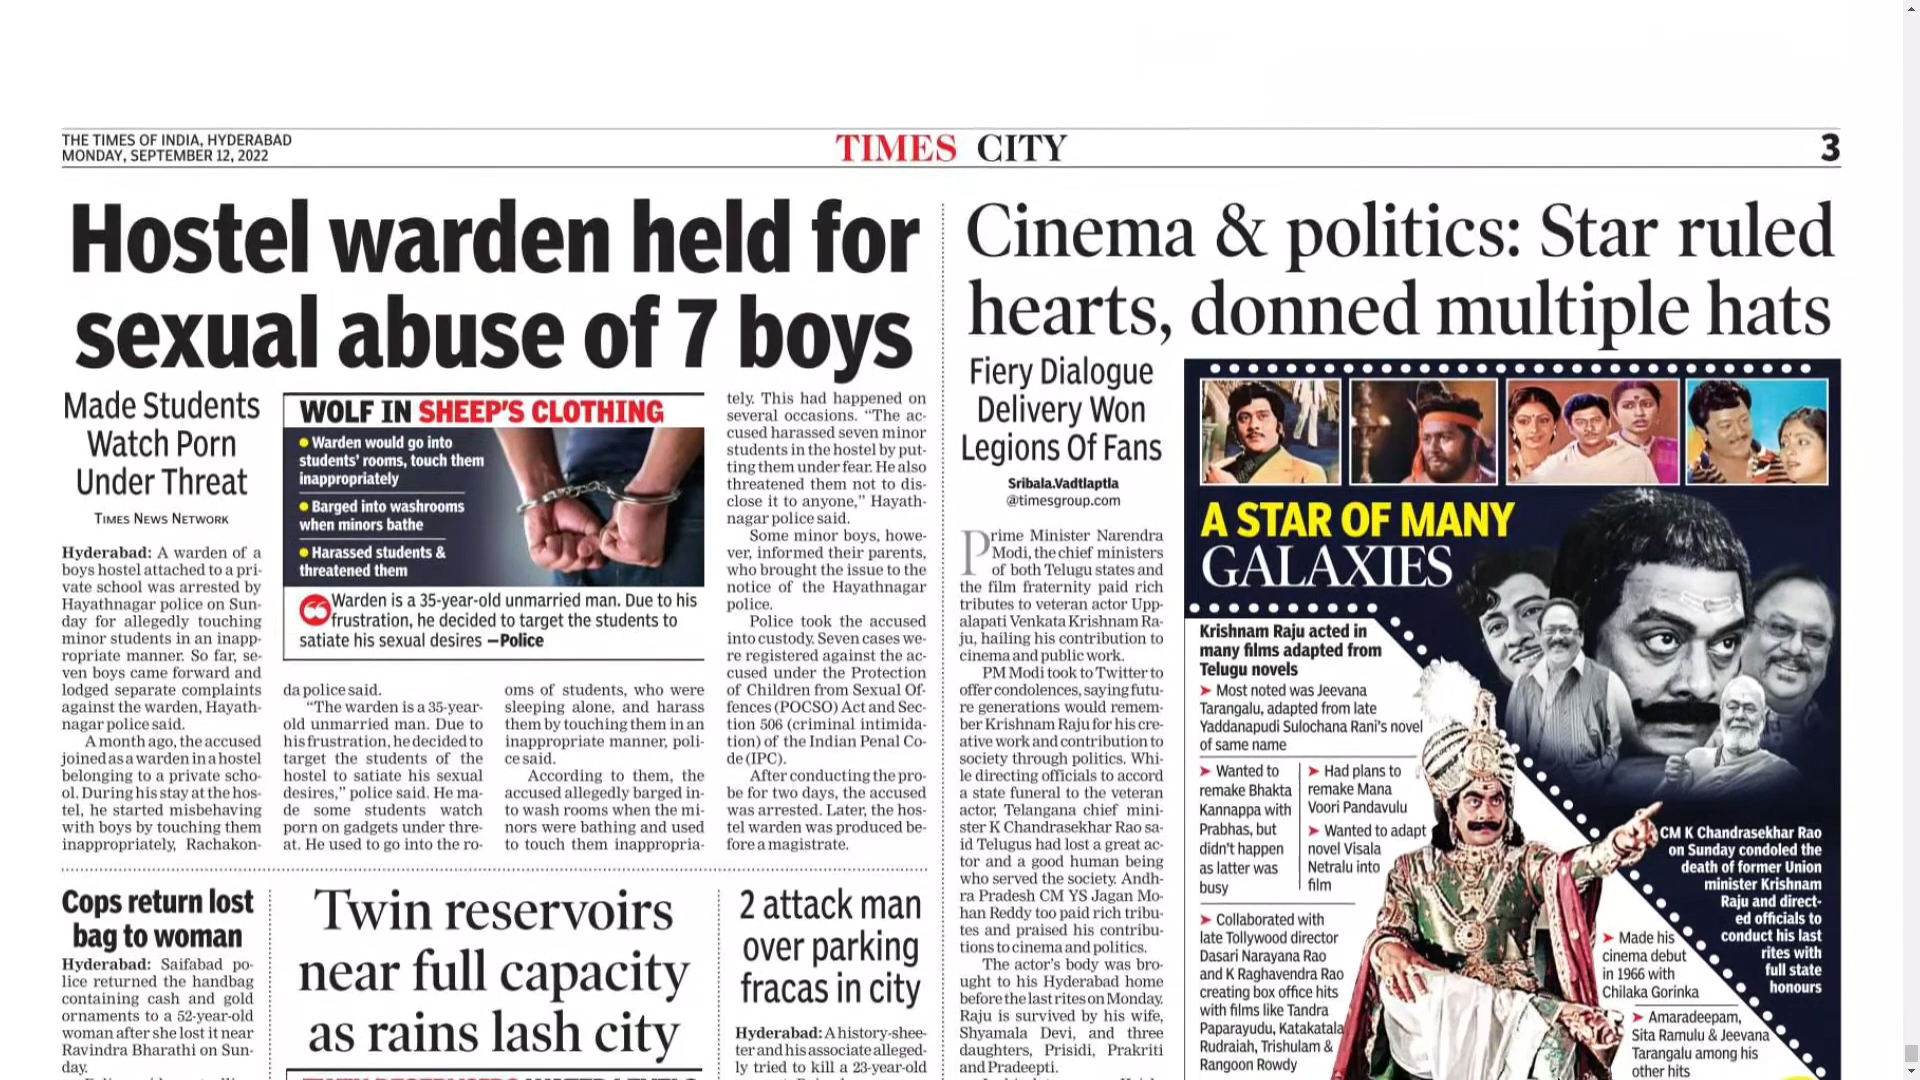 THE TIMES OF INDIA, HYDERABAD
MONDAY, SEPTEMBER 12, 2022
TIMES CITY
3
Hostel warden held for
sexual abuse of 7 boys
Made Students
Watch Porn
Under Threat
TIMES NEWS NETWORK
Hyderabad: A warden of a
boys hostel attached to a pri-
vate school was arrested by
Hayathnagar police on Sun-
day for allegedly touching
minor students in an inapp-
ropriate manner. So far, se-
ven boys came forward and
lodged separate complaints
against the warden, Hayath-
nagar police said.
A month ago, the accused
joined as a warden in a hostel
belonging to a private scho-
ol. During his stay at the hos-
tel, he started misbehaving
with boys by touching them
inappropriately, Rachakon-
WOLF IN SHEEP'S CLOTHING
Warden would go into
students' rooms, touch them
inappropriately
Barged into washrooms
when minors bathe
Harassed students &
threatened them
Warden is a 35-year-old unmarried man. Due to his
frustration, he decided to target the students to
satiate his sexual desires —Police
da police said.
“The warden is a 35-year-
old unmarried man. Due to
his frustration, he decided to
target the students of the
hostel to satiate his sexual
desires,” police said. He ma-
de some students watch
porn on gadgets under thre-
at. He used to go into the ro-
oms of students, who were
sleeping alone, and harass
them by touching them in an
inappropriate manner, poli-
ce said.
According to them, the
accused allegedly barged in-
to wash rooms when the mi-
nors were bathing and used
to touch them inappropria-
tely. This had happened on
several occasions. “The ac-
cused harassed seven minor
students in the hostel by put-
ting them under fear. He also
threatened them not to dis-
close it to anyone,” Hayath-
nagar police said.
Some minor boys, howe-
ver, informed their parents,
who brought the issue to the
notice of the Hayathnagar
police.
Police took the accused
into custody. Seven cases we-
re registered against the ac-
cused under the Protection
of Children from Sexual Of-
fences (POCSO) Act and Sec-
tion 506 (criminal intimida-
tion) of the Indian Penal Co-
de (IPC).
After conducting the pro-
be for two days, the accused
was arrested. Later, the hos-
tel warden was produced be-
fore a magistrate.
Cops return lost
bag to woman
Hyderabad: Saifabad po-
lice returned the handbag
containing cash and gold
ornaments to a 52-year-old
woman after she lost it near
Ravindra Bharathi on Sun-
day.
Twin reservoirs
near full capacity
as rains lash city
2 attack man
over parking
fracas in city
Hyderabad: A history-shee-
ter and his associate alleged-
ly tried to kill a 23-year-old
Cinema & politics: Star ruled
hearts, donned multiple hats
Fiery Dialogue
Delivery Won
Legions Of Fans
Sribala.Vadtlaptla
@timesgroup.com
Prime Minister Narendra
Modi, the chief ministers
of both Telugu states and
the film fraternity paid rich
tributes to veteran actor Upp-
alapati Venkata Krishnam Ra-
ju, hailing his contribution to
cinema and public work.
PM Modi took to Twitter to
offer condolences, saying futu-
re generations would remem-
ber Krishnam Raju for his cre-
ative work and contribution to
society through politics. Whi-
le directing officials to accord
a state funeral to the veteran
actor, Telangana chief mini-
ster K Chandrasekhar Rao sa-
id Telugus had lost a great ac-
tor and a good human being
who served the society. Andh-
ra Pradesh CM YS Jagan Mo-
han Reddy too paid rich tribu-
tes and praised his contribu-
tions to cinema and politics.
The actor's body was bro-
ught to his Hyderabad home
before the last rites on Monday.
Raju is survived by his wife,
Shyamala Devi, and three
daughters, Prisidi, Prakriti
and Pradeepti.
A STAR OF MANY
GALAXIES
Krishnam Raju acted in
many films adapted from
Telugu novels
Most noted was Jeevana
Tarangalu, adapted from late
Yaddanapudi Sulochana Rani's novel
of same name
Wanted to
remake Bhakta
Kannappa with
Prabhas, but
didn't happen
as latter was
busy
Had plans to
remake Mana
Voori Pandavulu
Wanted to adapt
novel Visala
Netralu into
film
Collaborated with
late Tollywood director
Dasari Narayana Rao
and K Raghavendra Rao
creating box office hits
with films like Tandra
Paparayudu, Katakatala
Rudraiah, Trishulam &
Rangoon Rowdy
CM K Chandrasekhar Rao
on Sunday condoled the
death of former Union
minister Krishnam
Raju and direct-
ed officials to
conduct his last
rites with
full state
honours
Made his
cinema debut
in 1966 with
Chilaka Gorinka
Amaradeepam,
Sita Ramulu & Jeevana
Tarangalu among his
other hits